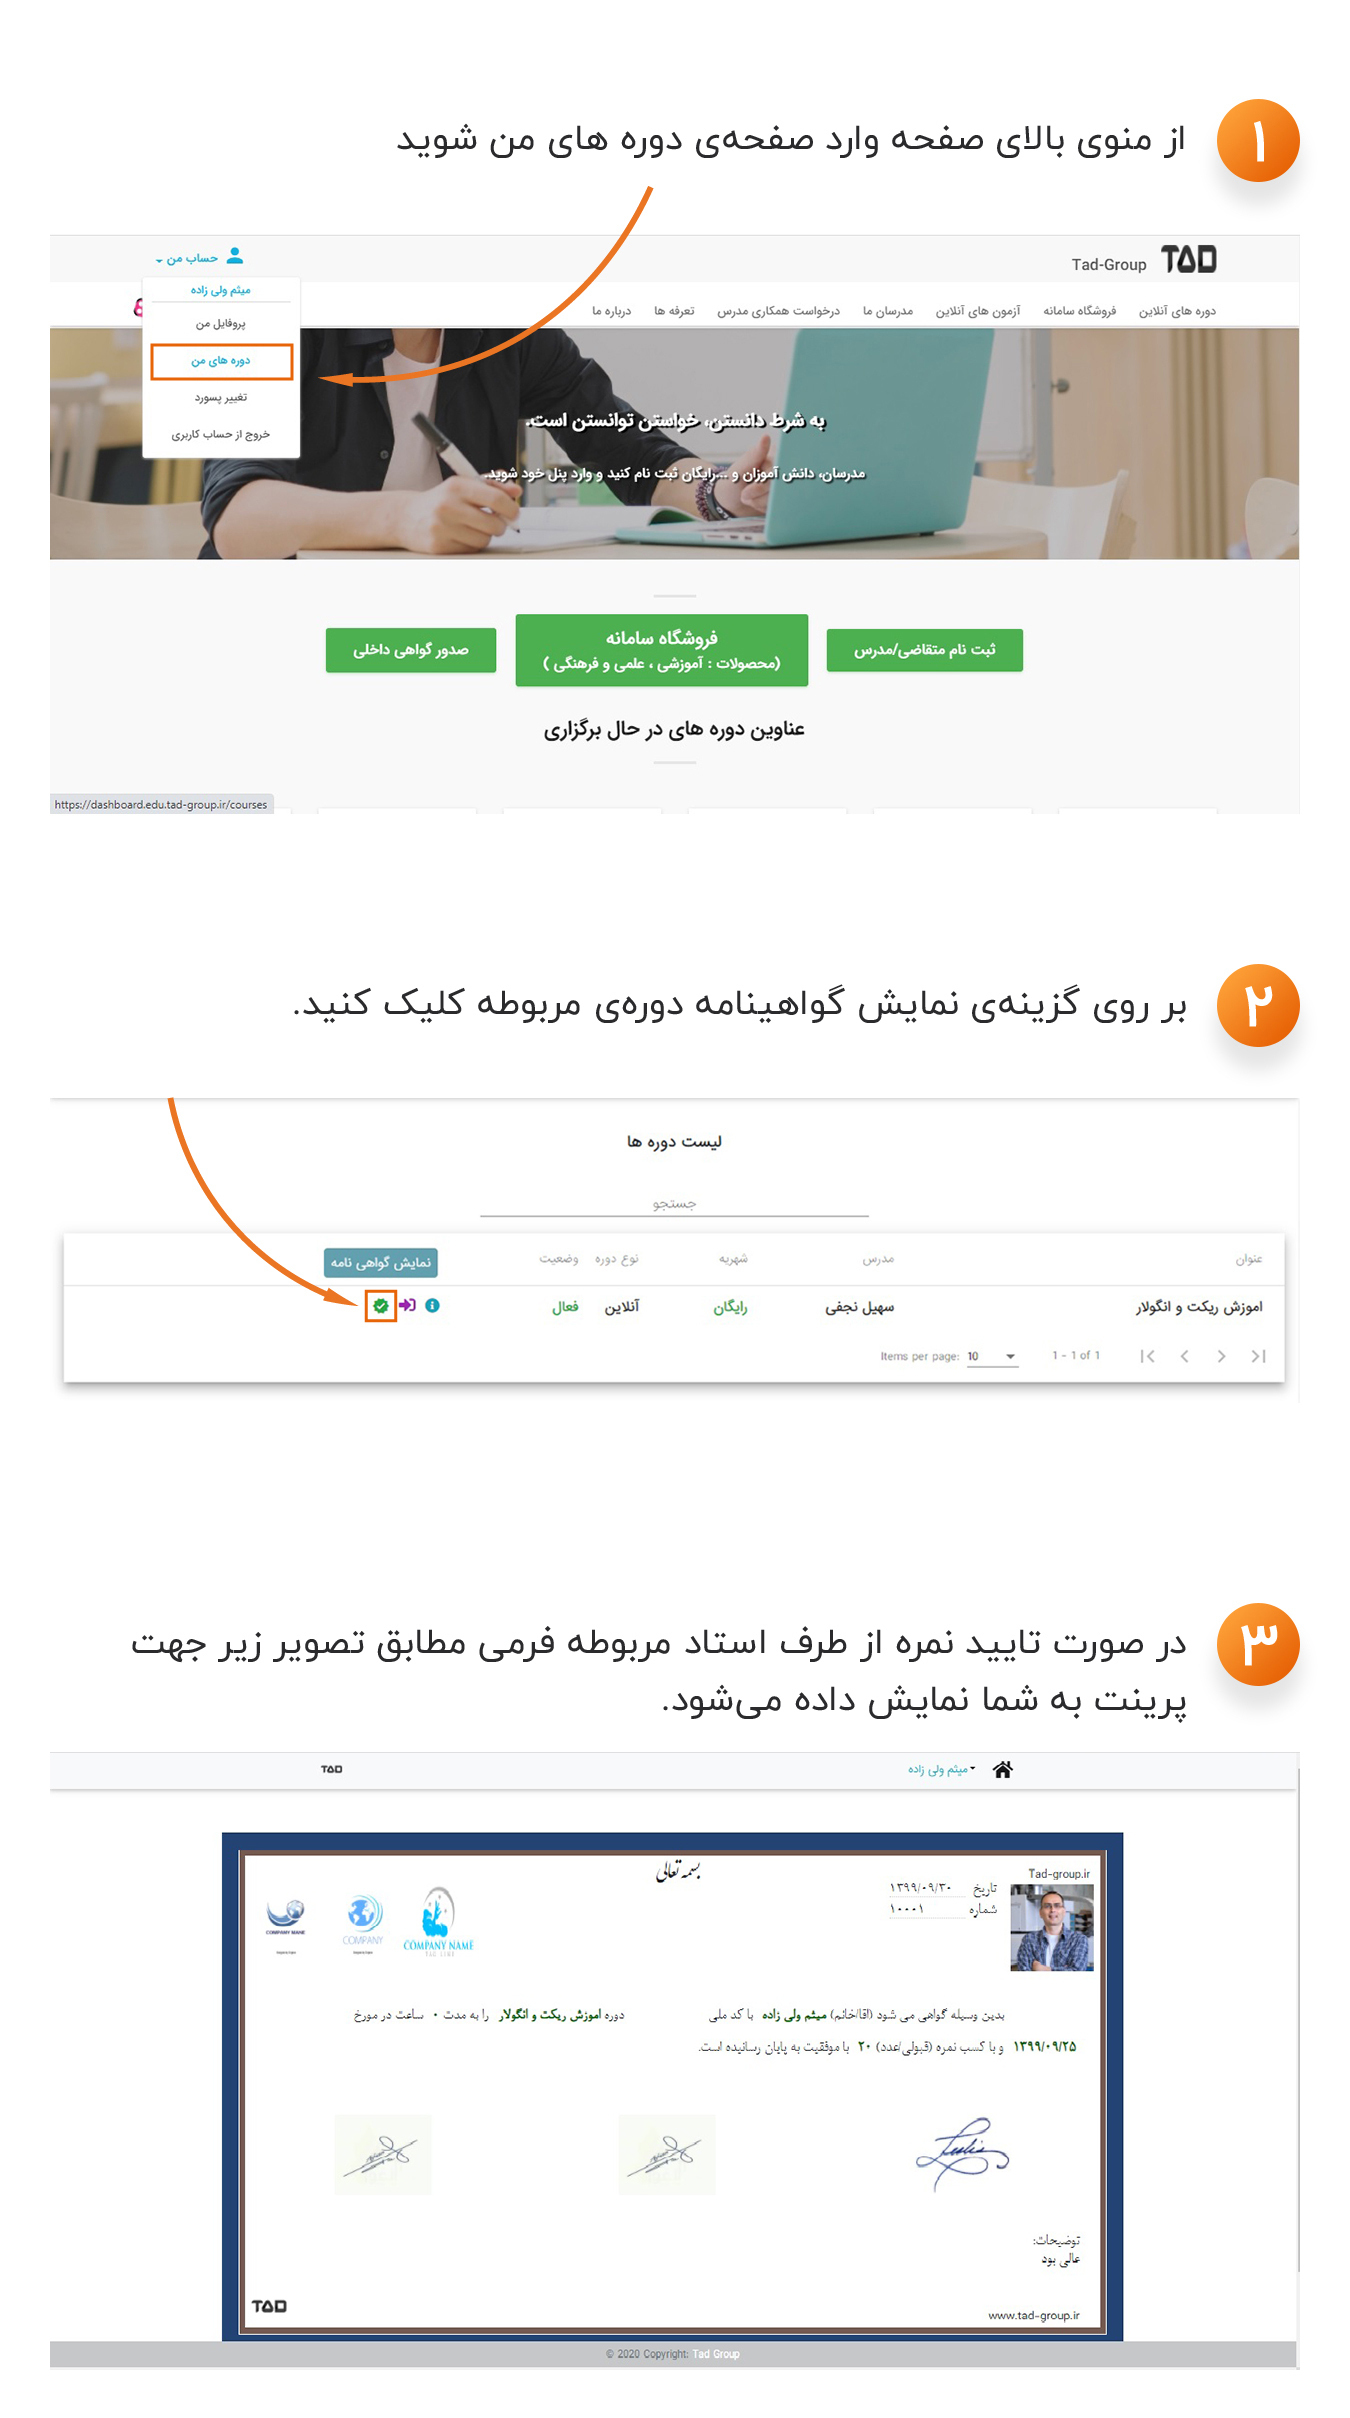 ۱
از منوی بالای صفحه وارد صفحه‌ی دوره های من شوید
Tad-Group TAD
حساب من
میثم ولی زاده
پروفایل من
دوره های من
تغییر پسورد
خروج از حساب کاربری
دوره های آنلاین فروشگاه سامانه آزمون های آنلاین مدرسان ما درخواست همکاری مدرس تعرفه ها درباره ما
به شرط دانستن، خواستن توانستن است.
مدرسان، دانش آموزان و ...رایگان ثبت نام کنید و وارد پنل خود شوید.
ثبت نام متقاضی/مدرس
فروشگاه سامانه
(محصولات : آموزشی ، علمی و فرهنگی )
صدور گواهی داخلی
عناوین دوره های در حال برگزاری
https://dashboard.edu.tad-group.ir/courses
۲
بر روی گزینه‌ی نمایش گواهینامه دوره‌ی مربوطه کلیک کنید.
لیست دوره ها
جستجو
عنوان مدرس شهریه نوع دوره وضعیت نمایش گواهی نامه
اموزش ریکت و انگولار سهیل نجفی رایگان آنلاین فعال
Items per page: 10 1 - 1 of 1
۳
در صورت تایید نمره از طرف استاد مربوطه فرمی مطابق تصویر زیر جهت
پرینت به شما نمایش داده می‌شود.
میثم ولی زاده TAD
بسمه تعالی
Tad-group.ir
تاریخ ۱۳۹۹/۰۹/۳۰
شماره ۱۰۰۰۱
COMPANY NAME
COMPANY
COMPANY NAME
TAG LINE
بدین وسیله گواهی می شود (اقا/خانم) میثم ولی زاده با کد ملی دوره اموزش ریکت و انگولار را به مدت ۰ ساعت در مورخ
۱۳۹۹/۰۹/۲۵ و با کسب نمره (قبولی/عدد) ۲۰ با موفقیت به پایان رسانیده است.
توضیحات:
عالی بود
TAD
www.tad-group.ir
© 2020 Copyright: Tad Group